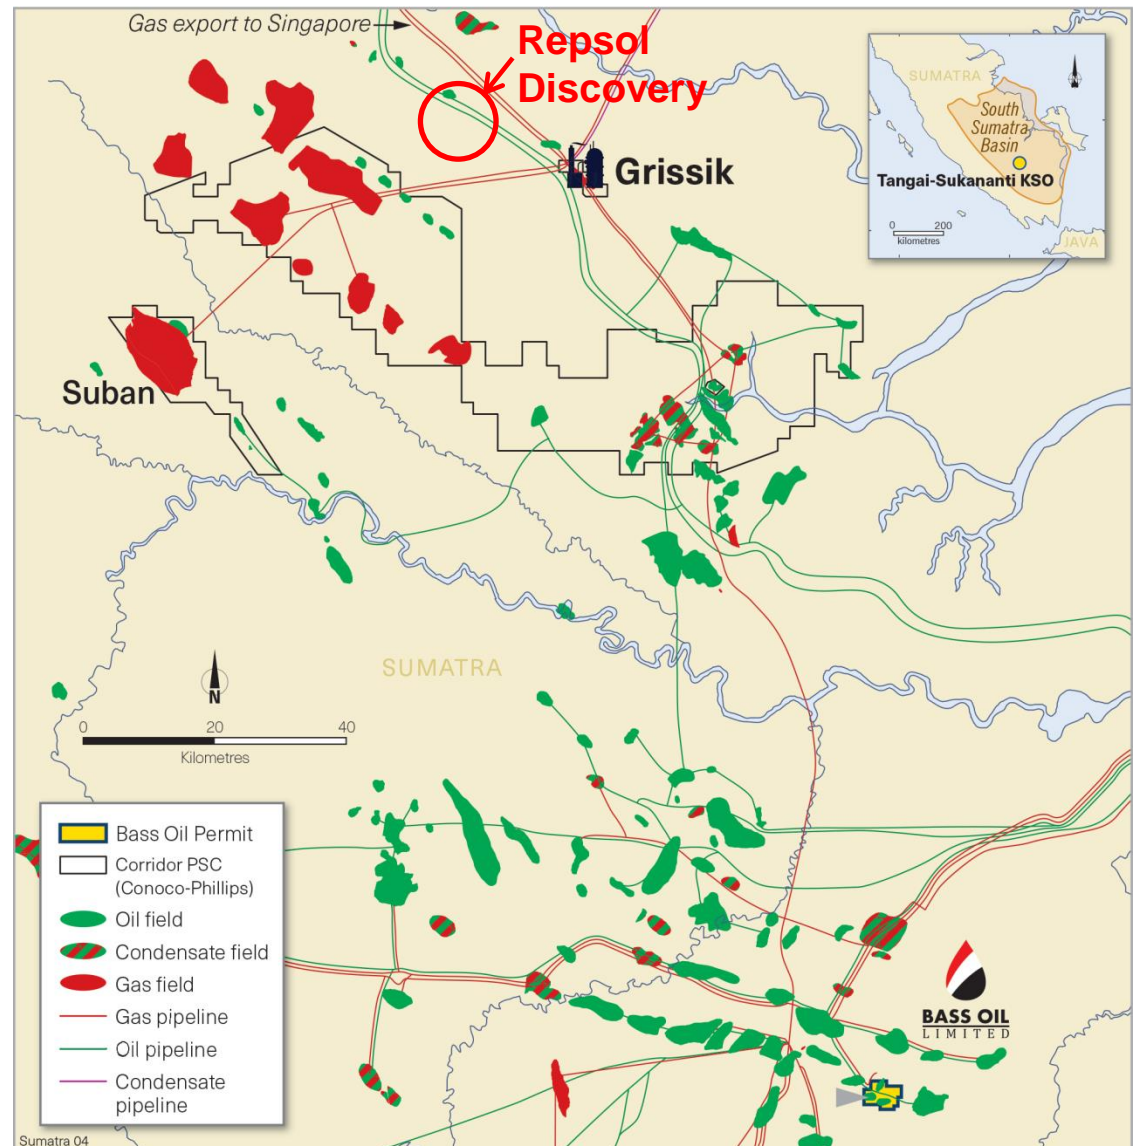 Gas export to Singapore
Repsol
Discovery
Grissik
SUMATRA
N
South
Sumatra
Basin
Tangai-Sukananti KSO
0 200
kilometres
JAVA
Suban
SUMATRA
N
0 20 40
Kilometres
Bass Oil Permit
Corridor PSC
(Conoco-Phillips)
Oil field
Condensate field
Gas field
Gas pipeline
Oil pipeline
Condensate
pipeline
BASS OIL
LIMITED
Sumatra 04